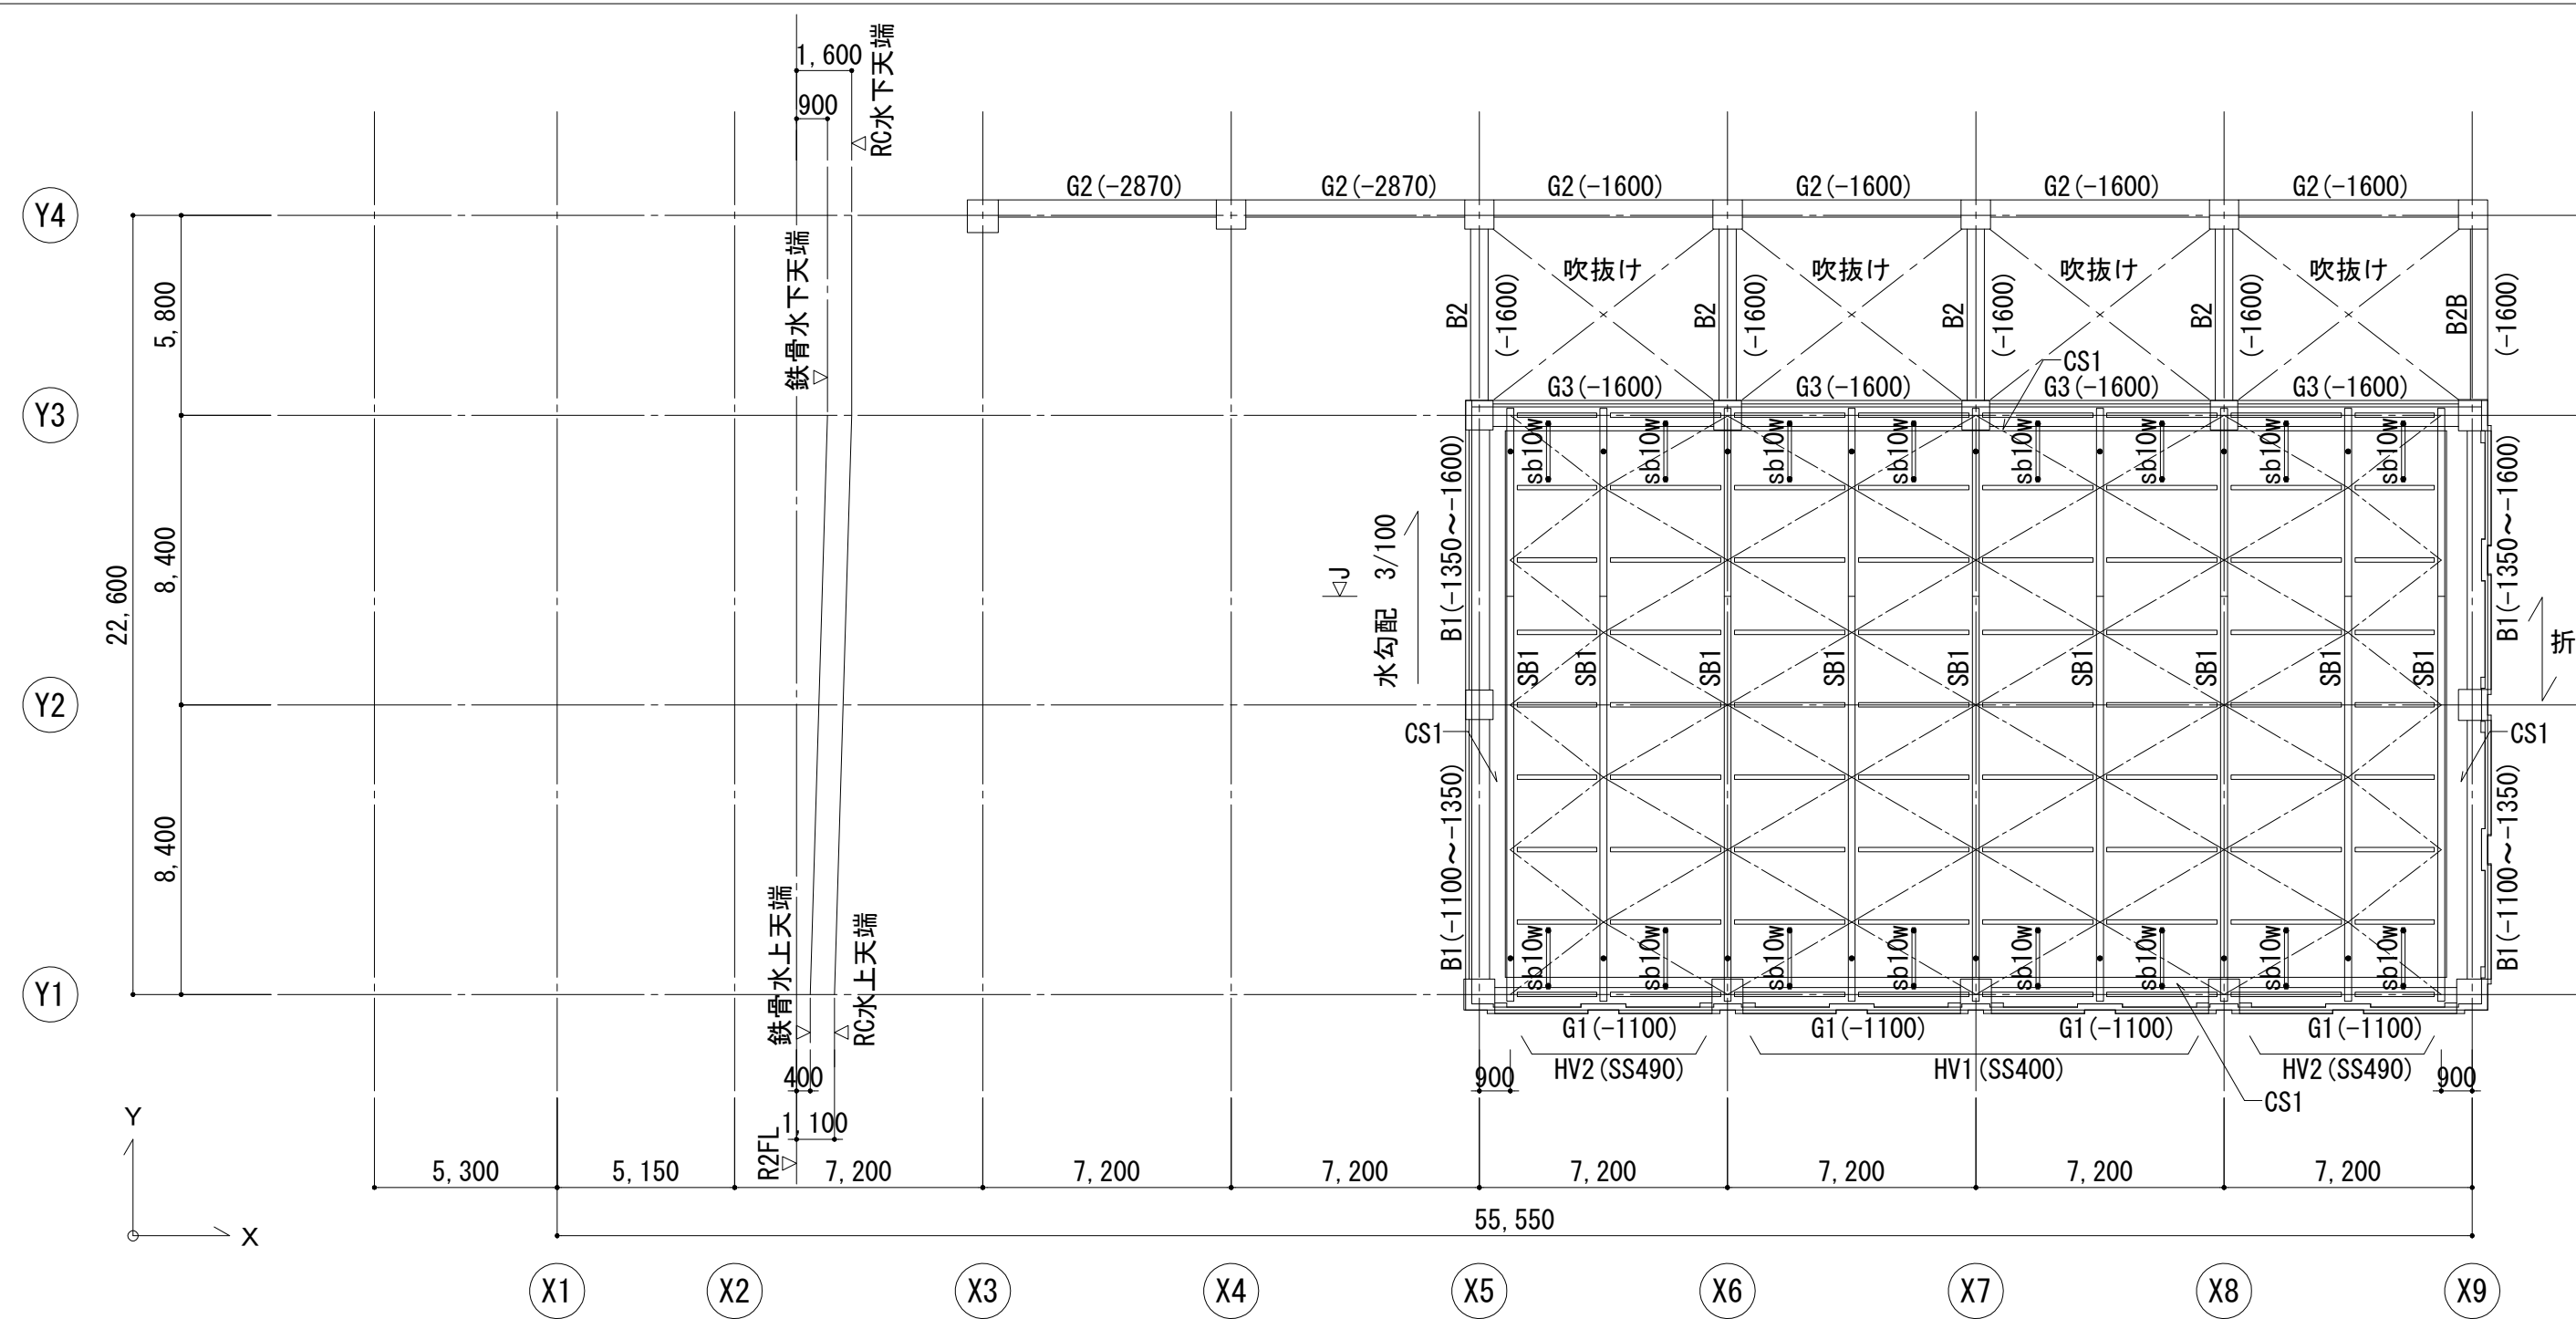 1,600
900
RC水下天端
鉄骨水下天端
G2(-2870)
G2(-2870)
G2(-1600)
G2(-1600)
G2(-1600)
G2(-1600)
Y4
吹抜け
吹抜け
吹抜け
吹抜け
B2
(-1600)
B2
(-1600)
B2
(-1600)
B2
(-1600)
B2B
(-1600)
5,800
CS1
G3(-1600)
G3(-1600)
G3(-1600)
G3(-1600)
Y3
sb10w
sb10w
sb10w
sb10w
sb10w
sb10w
sb10w
sb10w
B1(-1350～-1600)
B1(-1350～-1600)
8,400
22,600
水勾配 3/100
J
折
SB1
SB1
SB1
SB1
SB1
SB1
SB1
SB1
SB1
Y2
CS1
CS1
B1(-1100～-1350)
B1(-1100～-1350)
8,400
sb10w
sb10w
sb10w
sb10w
sb10w
sb10w
sb10w
sb10w
Y1
鉄骨水上天端
RC水上天端
G1(-1100)
G1(-1100)
G1(-1100)
G1(-1100)
HV2(SS490)
HV1(SS400)
HV2(SS490)
400
900
900
CS1
1,100
R2FL
Y
X
5,300
5,150
7,200
7,200
7,200
7,200
7,200
7,200
7,200
55,550
X1
X2
X3
X4
X5
X6
X7
X8
X9